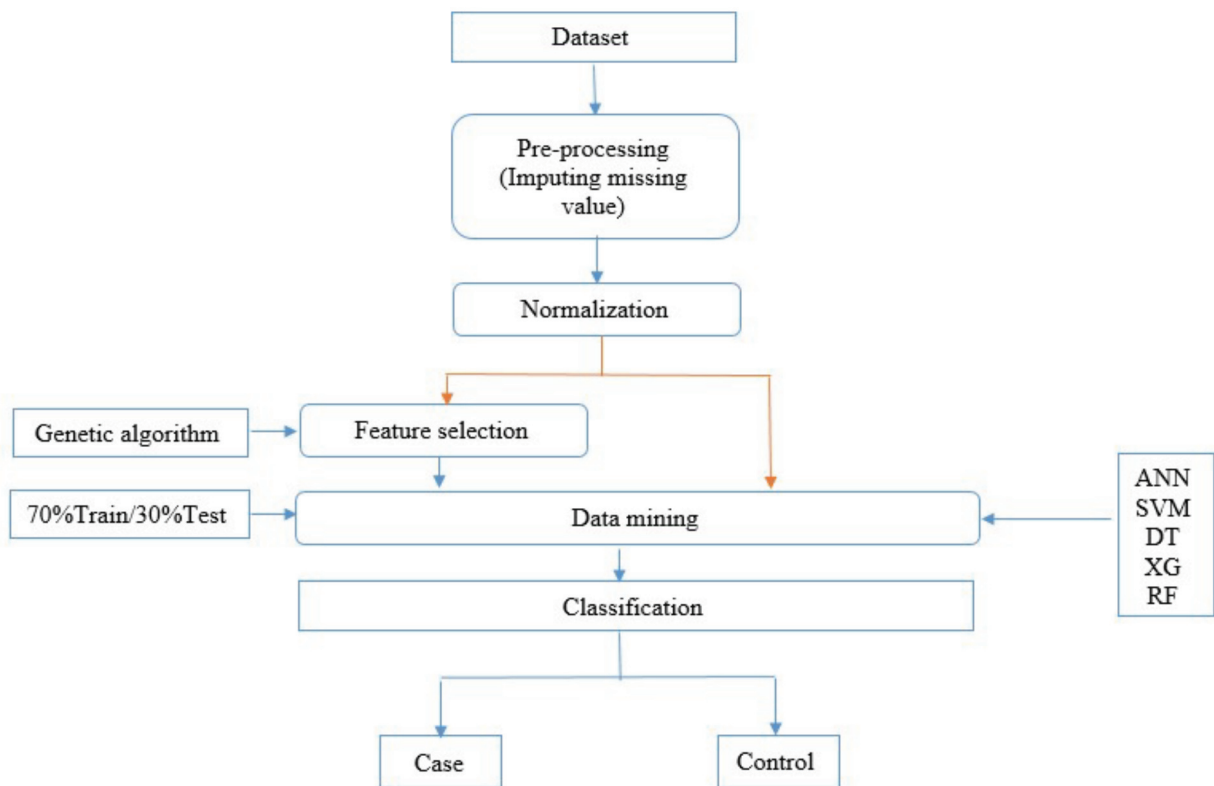 Dataset
Pre-processing
(Imputing missing
value)
Normalization
Genetic algorithm
Feature selection
70%Train/30%Test
Data mining
ANN
SVM
DT
XG
RF
Classification
Case
Control